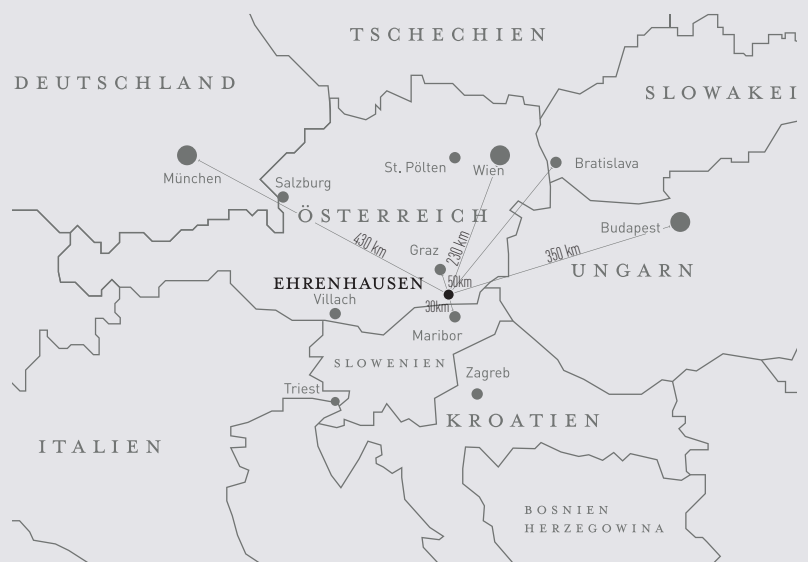 TSCHECHIEN
DEUTSCHLAND
SLOWAKEI
St. Pölten
Wien
Bratislava
München
Salzburg
ÖSTERREICH
Budapest
430 km
230 km
350 km
Graz
UNGARN
50km
EHRENHAUSEN
Villach
30km
Maribor
SLOWENIEN
Zagreb
Triest
KROATIEN
ITALIEN
BOSNIEN
HERZEGOWINA